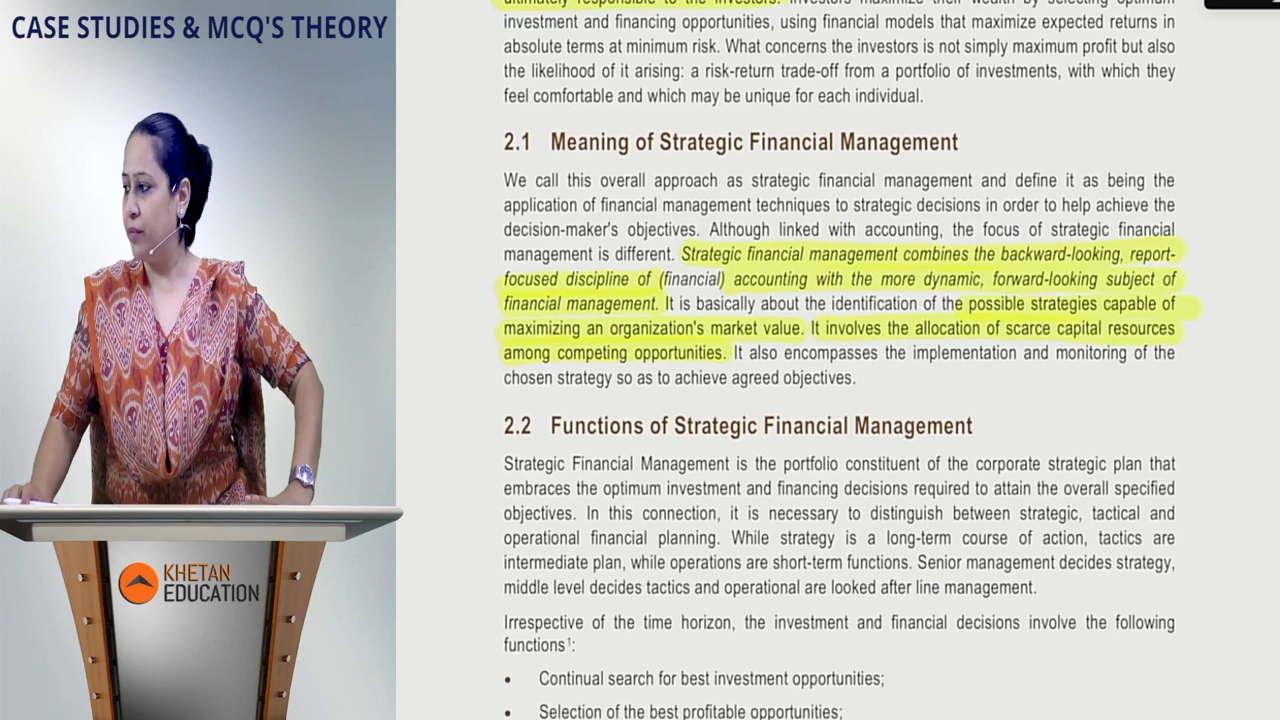 CASE STUDIES & MCQ'S THEORY
ultimately responsible to the investors. Investors maximize their wealth by selecting optimum
investment and financing opportunities, using financial models that maximize expected returns in
absolute terms at minimum risk. What concerns the investors is not simply maximum profit but also
the likelihood of it arising: a risk-return trade-off from a portfolio of investments, with which they
feel comfortable and which may be unique for each individual.
2.1 Meaning of Strategic Financial Management
We call this overall approach as strategic financial management and define it as being the
application of financial management techniques to strategic decisions in order to help achieve the
decision-maker's objectives. Although linked with accounting, the focus of strategic financial
management is different. Strategic financial management combines the backward-looking, report-
focused discipline of (financial) accounting with the more dynamic, forward-looking subject of
financial management. It is basically about the identification of the possible strategies capable of
maximizing an organization's market value. It involves the allocation of scarce capital resources
among competing opportunities. It also encompasses the implementation and monitoring of the
chosen strategy so as to achieve agreed objectives.
2.2 Functions of Strategic Financial Management
Strategic Financial Management is the portfolio constituent of the corporate strategic plan that
embraces the optimum investment and financing decisions required to attain the overall specified
objectives. In this connection, it is necessary to distinguish between strategic, tactical and
operational financial planning. While strategy is a long-term course of action, tactics are
intermediate plan, while operations are short-term functions. Senior management decides strategy,
middle level decides tactics and operational are looked after line management.
Irrespective of the time horizon, the investment and financial decisions involve the following
functions¹:
• Continual search for best investment opportunities;
• Selection of the best profitable opportunities;
KHETAN
EDUCATION